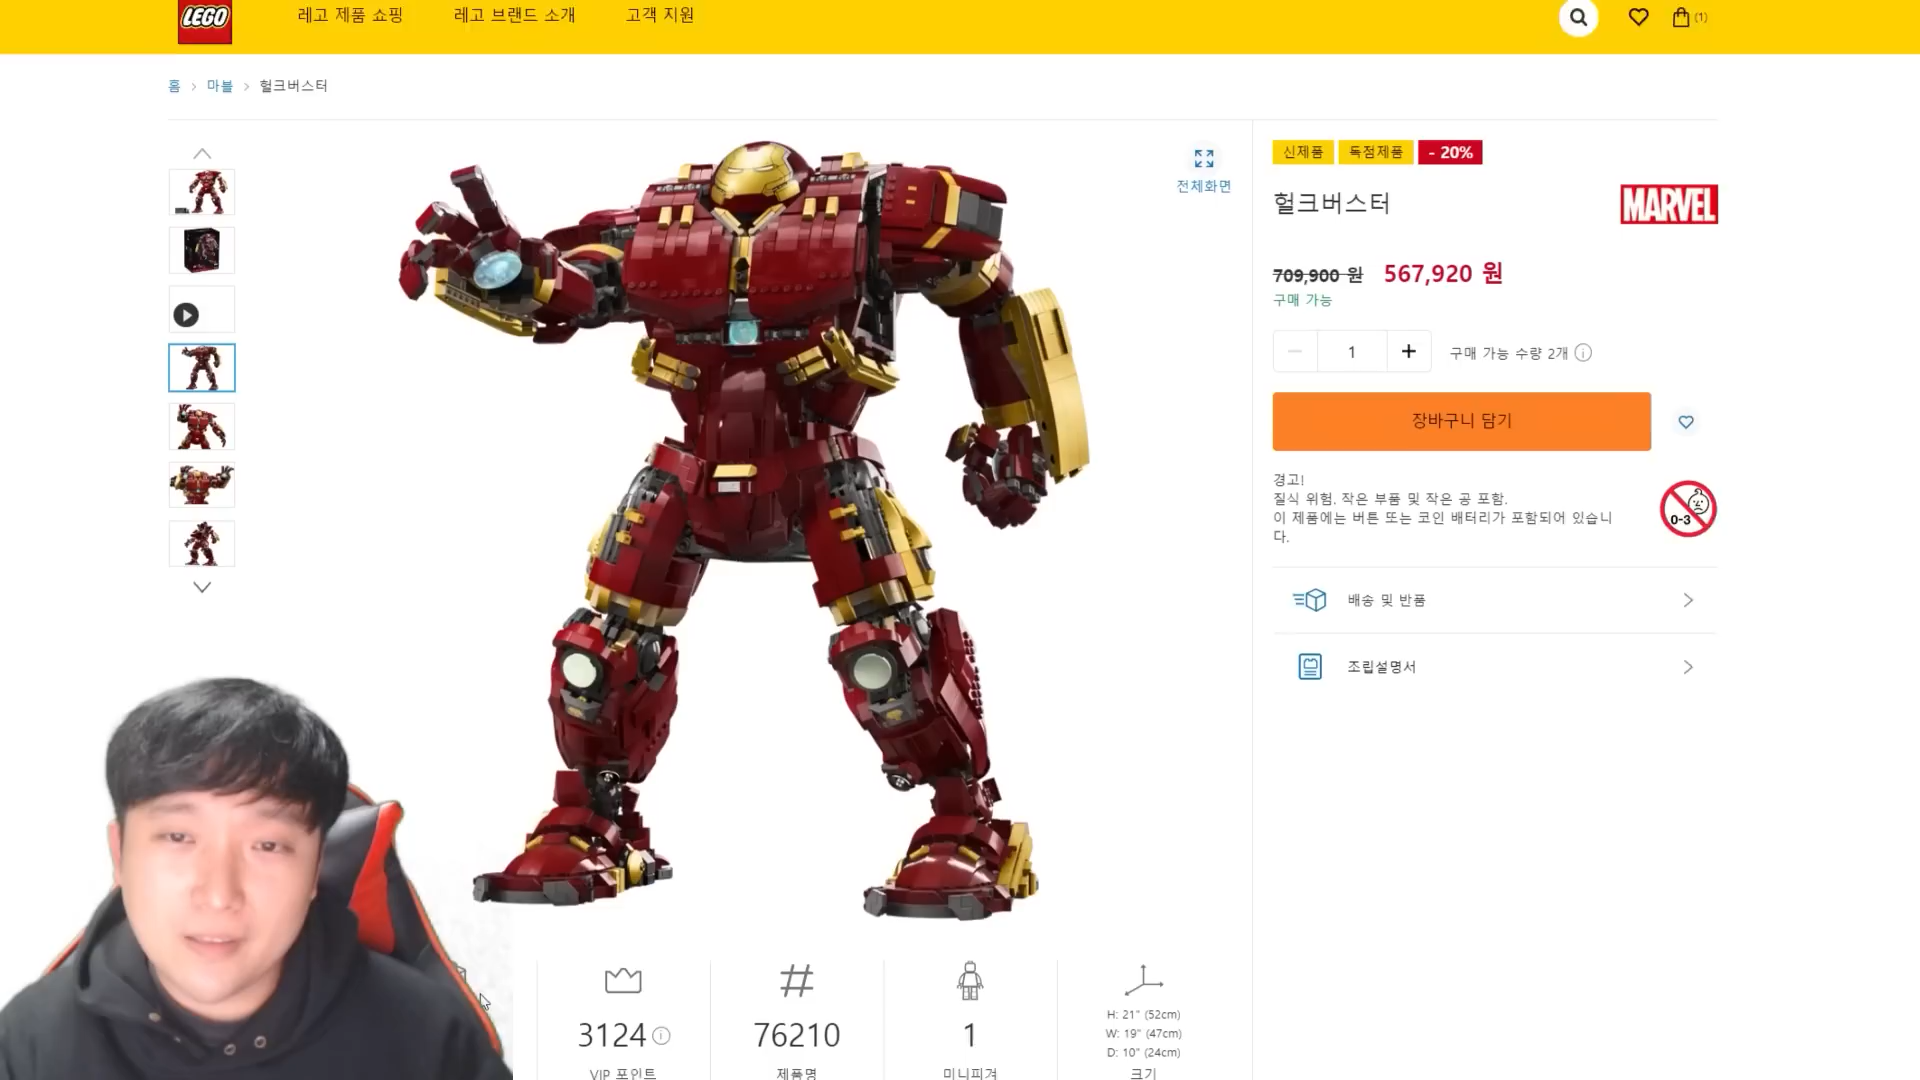 LEGO
레고 제품 쇼핑
레고 브랜드 소개
고객 지원
(1)
홈 > 마블 > 헐크버스터
전체화면
신제품
독점제품
- 20%
헐크버스터
MARVEL
709,900 원 567,920 원
구매 가능
1
구매 가능 수량 2개
장바구니 담기
경고!
질식 위험. 작은 부품 및 작은 공 포함.
이 제품에는 버튼 또는 코인 배터리가 포함되어 있습니
다.
0-3
배송 및 반품
조립설명서
3124
VIP 포인트
#
76210
제품명
1
미니피겨
H: 21" (52cm)
W: 19" (47cm)
D: 10" (24cm)
크기